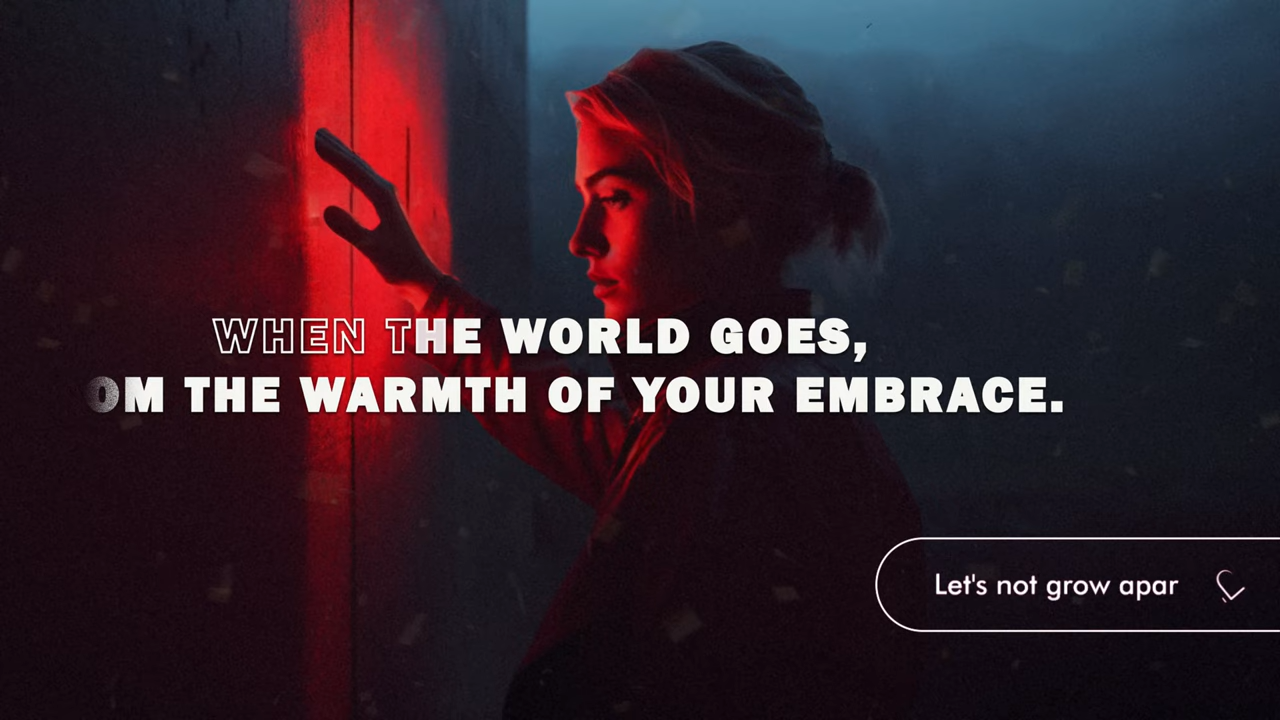 WHEN THE WORLD GOES,
OM THE WARMTH OF YOUR EMBRACE.
Let's not grow apar